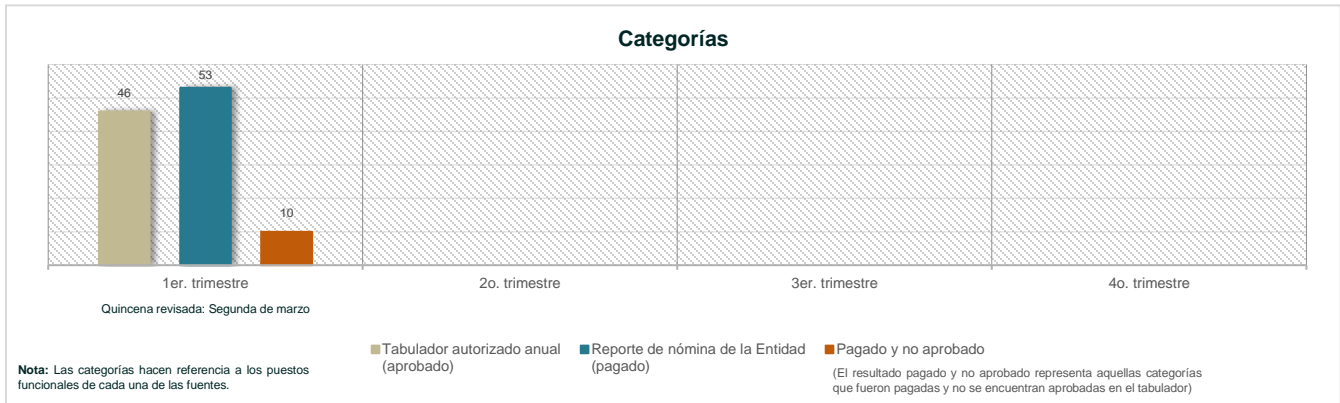 Categorías
46
53
10
1er. trimestre
2o. trimestre
3er. trimestre
4o. trimestre
Quincena revisada: Segunda de marzo
Tabulador autorizado anual
(aprobado)
Reporte de nómina de la Entidad
(pagado)
Pagado y no aprobado
(El resultado pagado y no aprobado representa aquellas categorías
que fueron pagadas y no se encuentran aprobadas en el tabulador)
Nota: Las categorías hacen referencia a los puestos
funcionales de cada una de las fuentes.